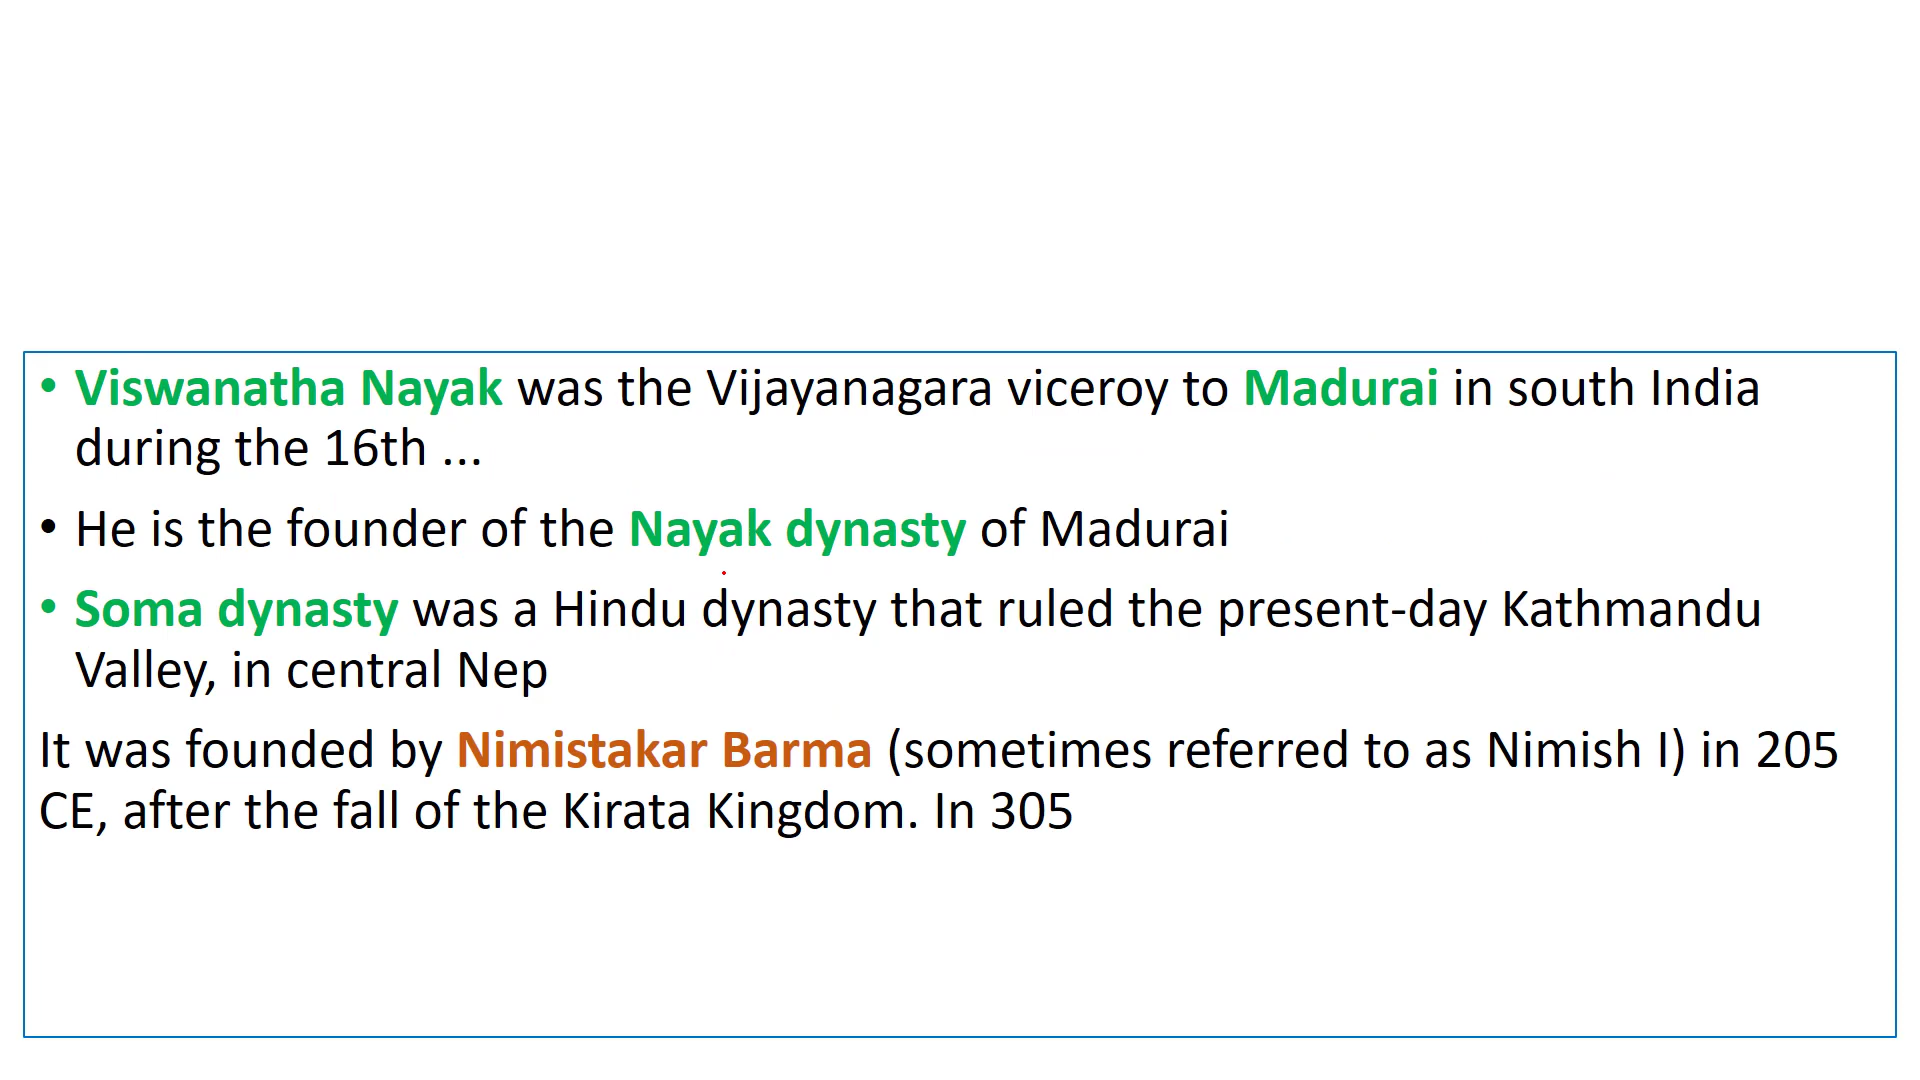 • Viswanatha Nayak was the Vijayanagara viceroy to Madurai in south India
during the 16th ...
• He is the founder of the Nayak dynasty of Madurai
• Soma dynasty was a Hindu dynasty that ruled the present-day Kathmandu
Valley, in central Nep
It was founded by Nimistakar Barma (sometimes referred to as Nimish I) in 205
CE, after the fall of the Kirata Kingdom. In 305